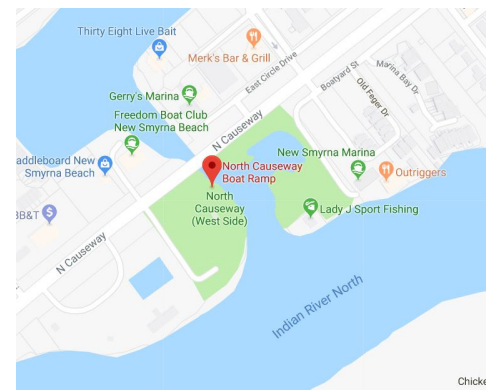 Thirty Eight Live Bait
Merk's Bar & Grill
East Circle Drive
Boatyard St
Marina Bay Dr
Old Feger Dr
Gerry's Marina
Freedom Boat Club
New Smyrna Beach
N Causeway
addleboard New
Smyrna Beach
North Causeway
Boat Ramp
New Smyrna Marina
Outriggers
North
Causeway
(West Side)
Lady J Sport Fishing
BB&T
N Causeway
Indian River North
Chicke